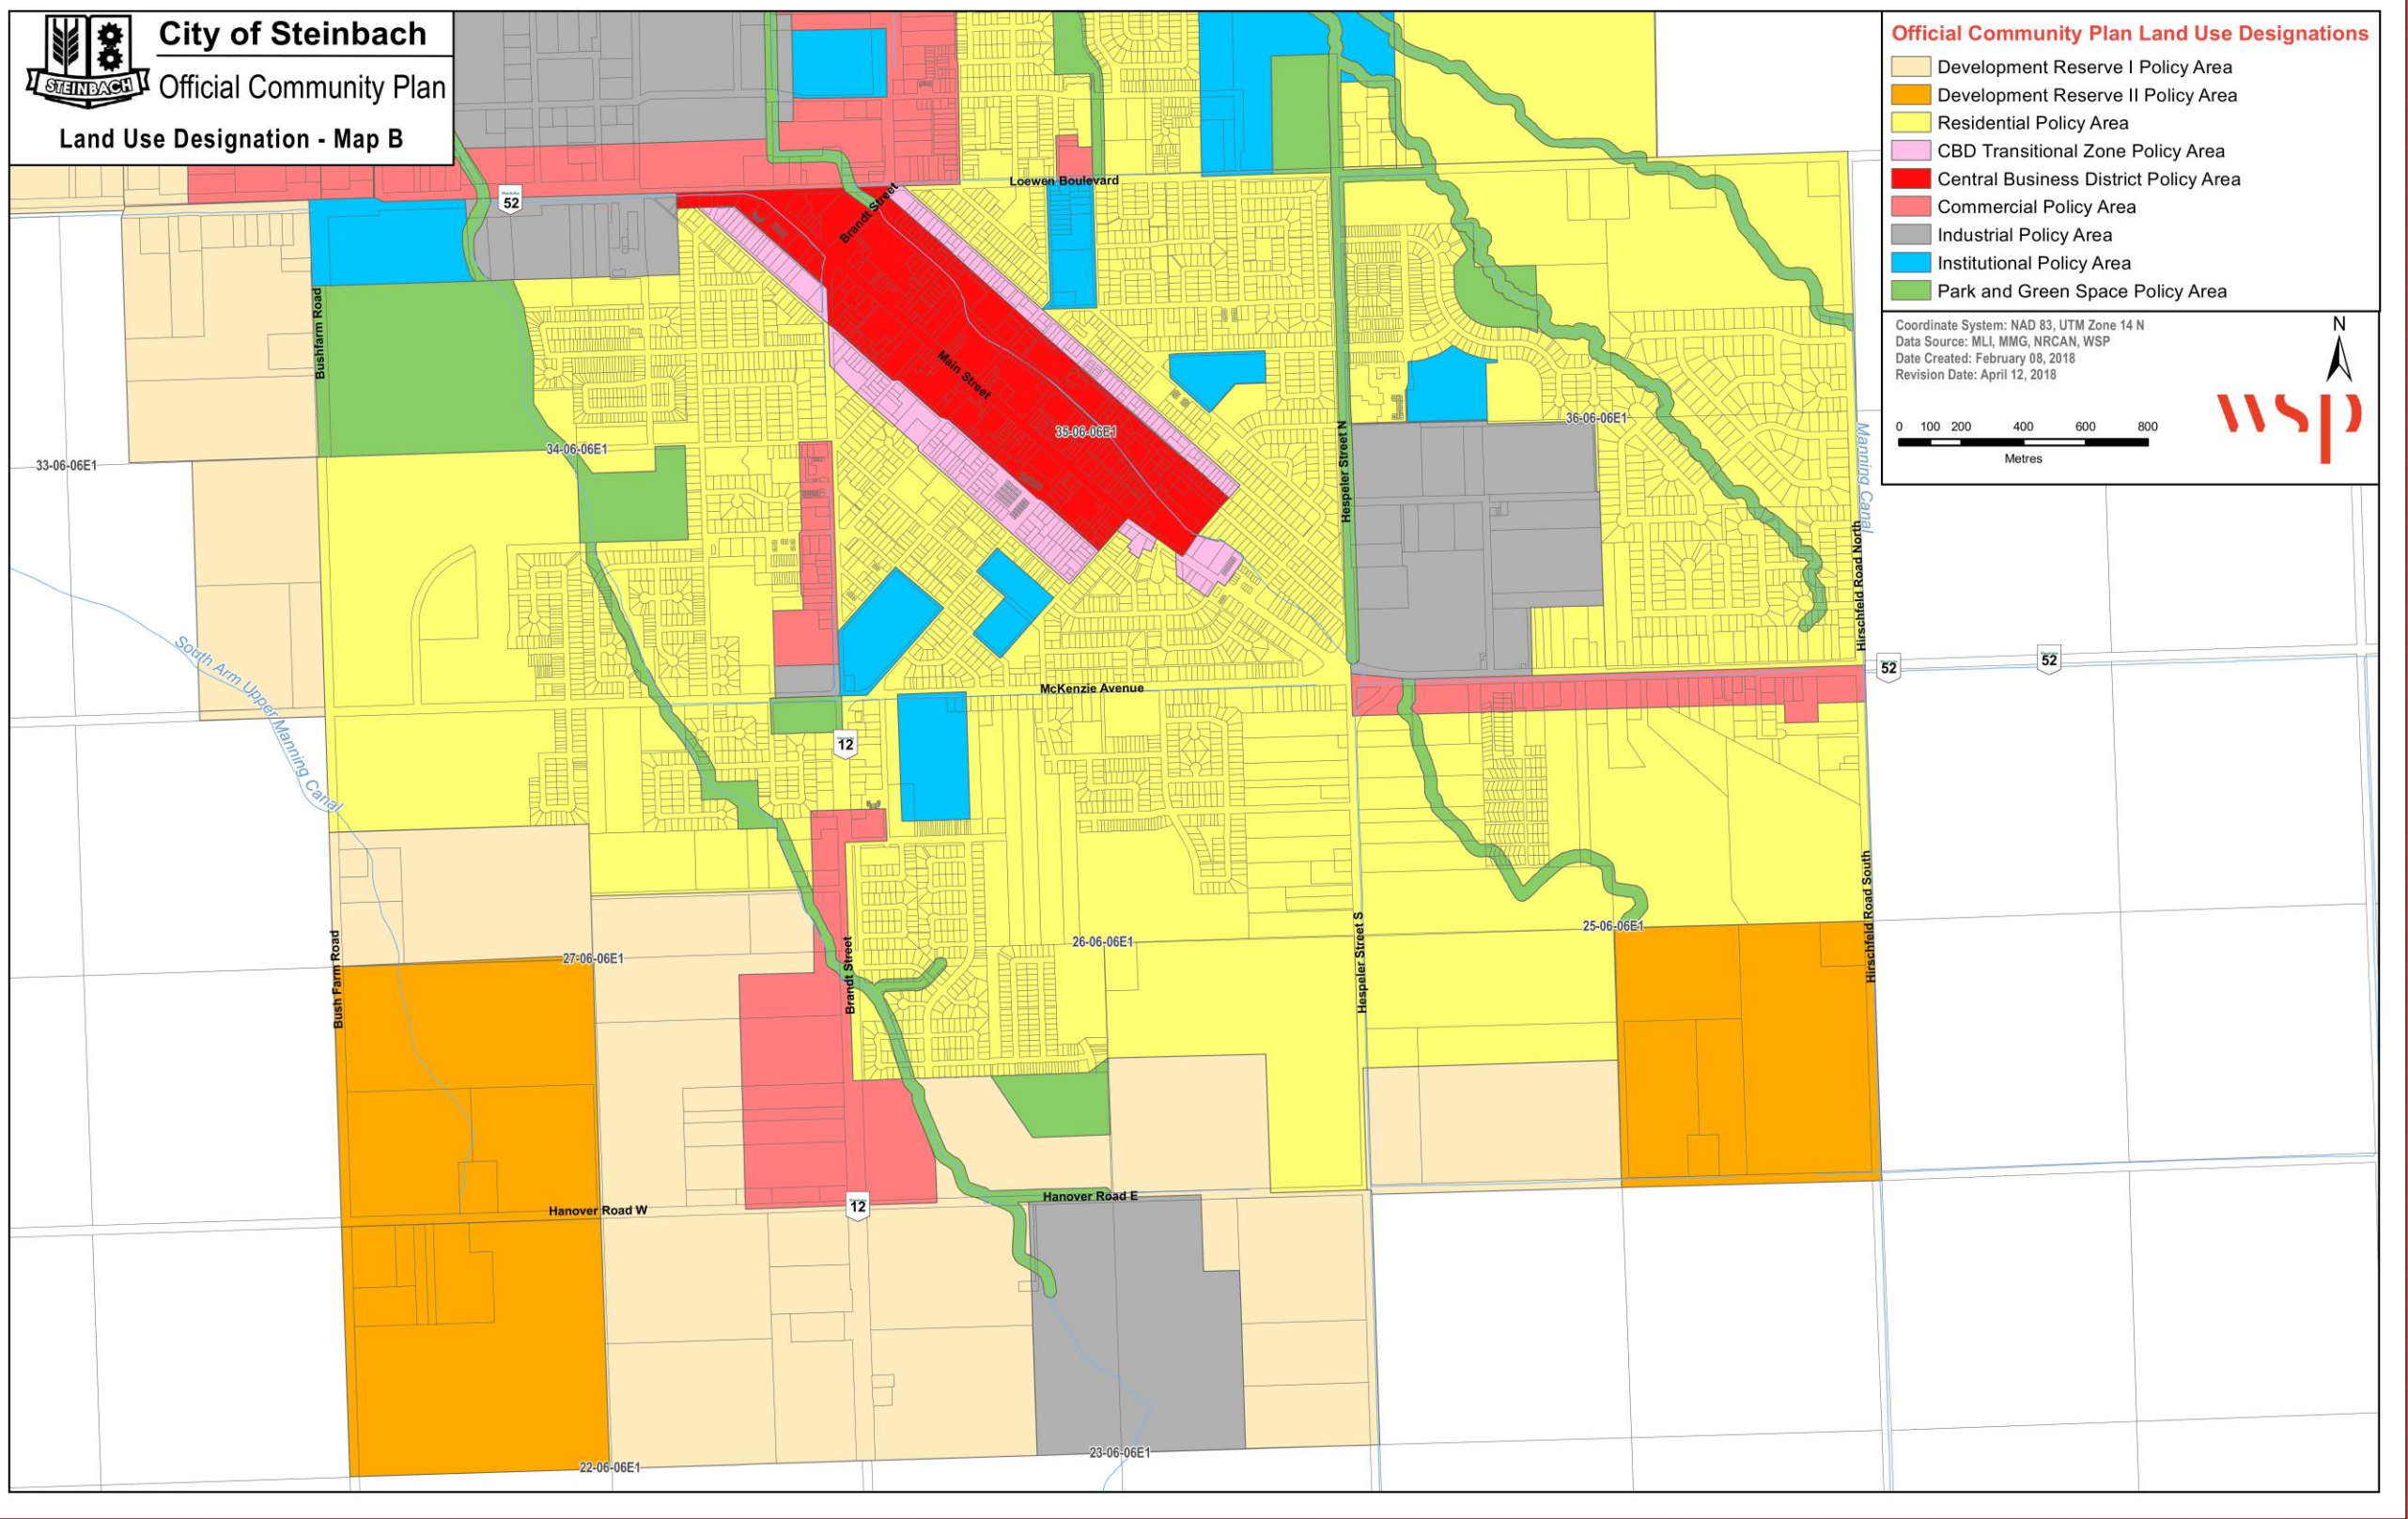 STEINBACH
City of Steinbach
Official Community Plan
Land Use Designation - Map B
Official Community Plan Land Use Designations
Development Reserve I Policy Area
Development Reserve II Policy Area
Residential Policy Area
CBD Transitional Zone Policy Area
Central Business District Policy Area
Commercial Policy Area
Industrial Policy Area
Institutional Policy Area
Park and Green Space Policy Area
Coordinate System: NAD 83, UTM Zone 14 N
Data Source: MLI, MMG, NRCAN, WSP
Date Created: February 08, 2018
Revision Date: April 12, 2018
N
0 100 200 400 600 800
Metres
wsp
Loewen Boulevard
52
Brandt Street
Bushfarm Road
Main Street
35-06-06E1
36-06-06E1
34-06-06E1
33-06-06E1
Hespeler Street N
Manning Canal
Hirschfeld Road North
South Arm Upper Manning Canal
52
52
McKenzie Avenue
12
Bush Farm Road
27-06-06E1
Brandt Street
26-06-06E1
Hespeler Street S
25-06-06E1
Hirschfeld Road South
Hanover Road W
12
Hanover Road E
22-06-06E1
23-06-06E1